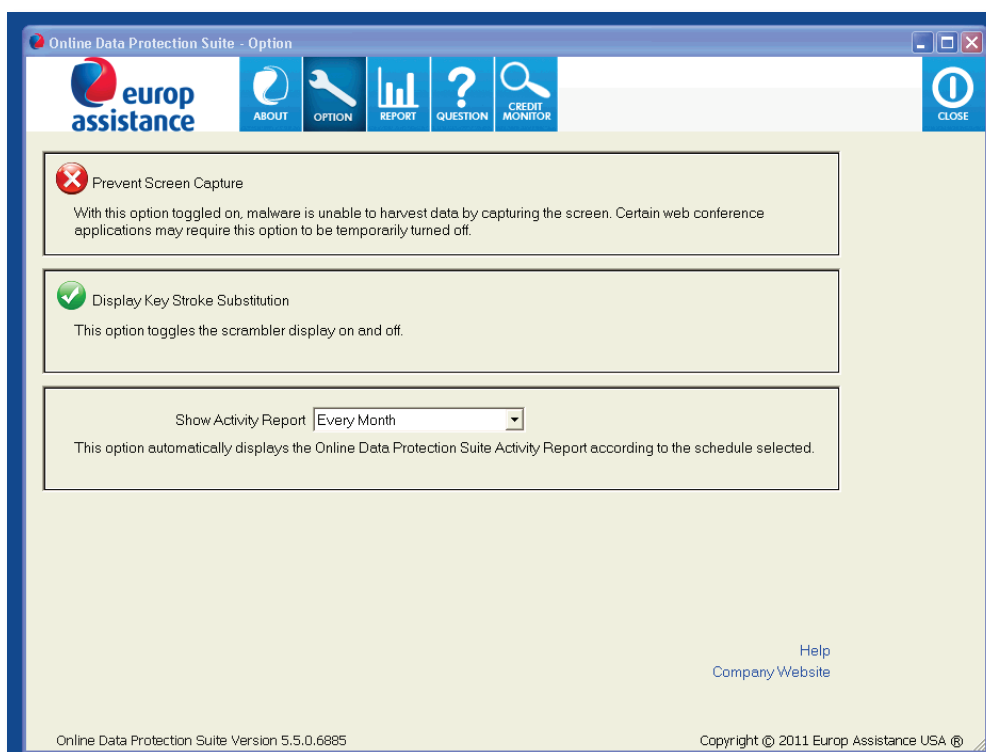 Online Data Protection Suite - Option
europ
assistance
ABOUT
OPTION
REPORT
QUESTION
CREDIT
MONITOR
CLOSE
Prevent Screen Capture
With this option toggled on, malware is unable to harvest data by capturing the screen. Certain web conference
applications may require this option to be temporarily turned off.
Display Key Stroke Substitution
This option toggles the scrambler display on and off.
Show Activity Report Every Month
This option automatically displays the Online Data Protection Suite Activity Report according to the schedule selected.
Help
Company Website
Online Data Protection Suite Version 5.5.0.6885
Copyright © 2011 Europ Assistance USA ®